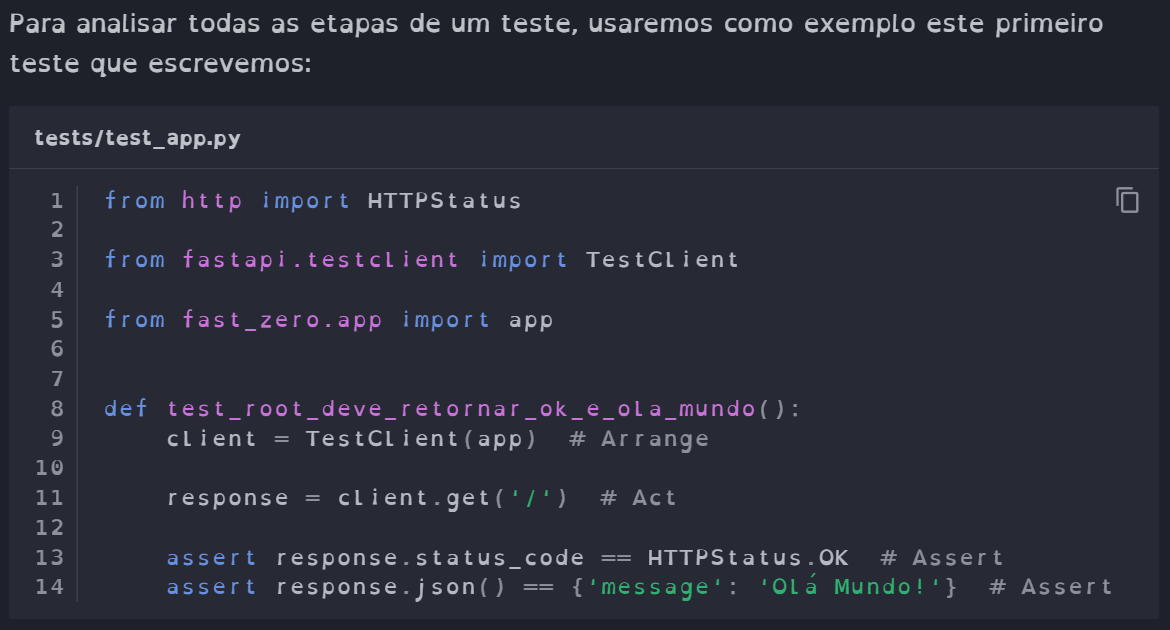 Para analisar todas as etapas de um teste, usaremos como exemplo este primeiro
teste que escrevemos:
tests/test_app.py
1 from http import HTTPStatus
2
3 from fastapi.testclient import TestClient
4
5 from fast_zero.app import app
6
7
8 def test_root_deve_retornar_ok_e_ola_mundo():
9     client = TestClient(app)  # Arrange
10
11     response = client.get('/')  # Act
12
13     assert response.status_code == HTTPStatus.OK  # Assert
14     assert response.json() == {'message': 'Olá Mundo!'}  # Assert